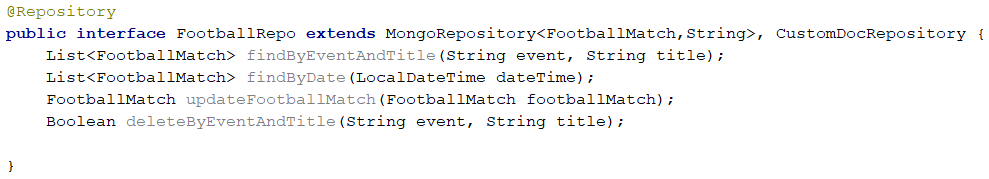 @Repository
public interface FootballRepo extends MongoRepository<FootballMatch,String>, CustomDocRepository {
    List<FootballMatch> findByEventAndTitle(String event, String title);
    List<FootballMatch> findByDate(LocalDateTime dateTime);
    FootballMatch updateFootballMatch(FootballMatch footballMatch);
    Boolean deleteByEventAndTitle(String event, String title);
}